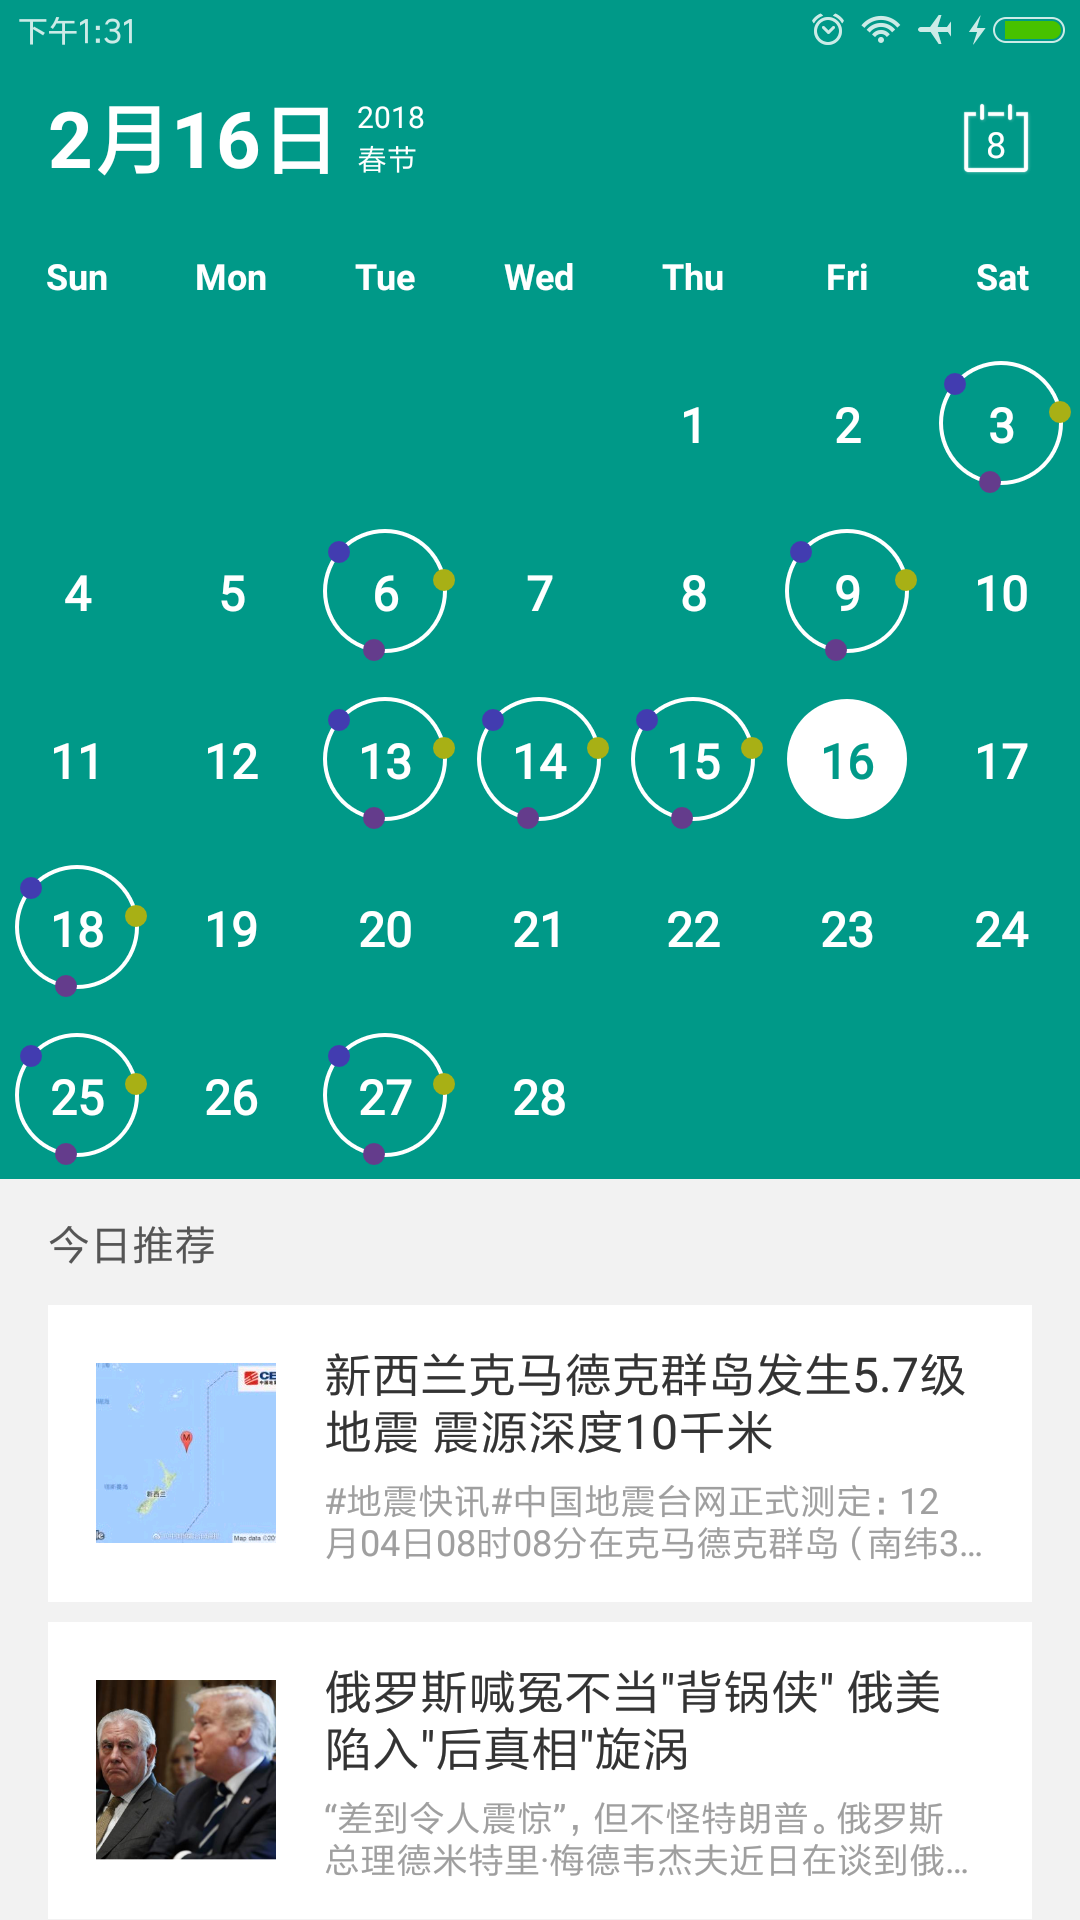 下午1:31
2月16日
2018
春节
8
Sun Mon Tue Wed Thu Fri Sat
1 2 3
4 5 6 7 8 9 10
11 12 13 14 15 16 17
18 19 20 21 22 23 24
25 26 27 28
今日推荐
新西兰克马德克群岛发生5.7级
地震 震源深度10千米
#地震快讯#中国地震台网正式测定：12
月04日08时08分在克马德克群岛（南纬3...
新西兰
俄罗斯喊冤不当"背锅侠" 俄美
陷入"后真相"旋涡
“差到令人震惊”，但不怪特朗普。俄罗斯
总理德米特里·梅德韦杰夫近日在谈到俄...